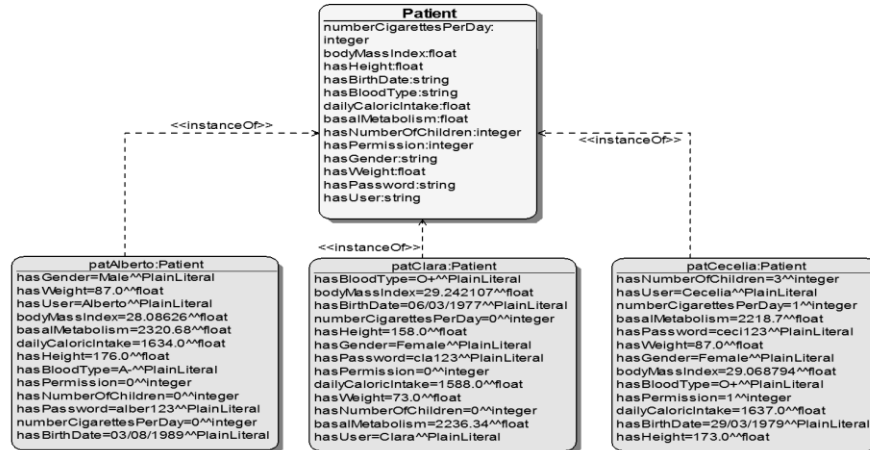 Patient
numberCigarettesPerDay:
integer
bodyMassIndex:float
hasHeight:float
hasBirthDate:string
hasBloodType:string
dailyCaloricIntake:float
basalMetabolism:float
hasNumberOfChildren:integer
hasPermission:integer
hasGender:string
hasWeight:float
hasPassword:string
hasUser:string
<<instanceOf>>
<<instanceOf>>
<<instanceOf>>
patAlberto:Patient
hasGender=Male^^PlainLiteral
hasWeight=87.0^^float
hasUser=Alberto^^PlainLiteral
bodyMassIndex=28.08626^^float
basalMetabolism=2320.68^^float
dailyCaloricIntake=1634.0^^float
hasHeight=176.0^^float
hasBloodType=A-^^PlainLiteral
hasPermission=0^^integer
hasNumberOfChildren=0^^integer
hasPassword=alber123^^PlainLiteral
numberCigarettesPerDay=0^^integer
hasBirthDate=03/08/1989^^PlainLiteral
patClara:Patient
hasBloodType=O+^^PlainLiteral
bodyMassIndex=29.242107^^float
hasBirthDate=06/03/1977^^PlainLiteral
numberCigarettesPerDay=0^^integer
hasHeight=158.0^^float
hasGender=Female^^PlainLiteral
hasPassword=cla123^^PlainLiteral
hasPermission=0^^integer
dailyCaloricIntake=1588.0^^float
hasWeight=73.0^^float
hasNumberOfChildren=0^^integer
basalMetabolism=2236.34^^float
hasUser=Clara^^PlainLiteral
patCecelia:Patient
hasNumberOfChildren=3^^integer
hasUser=Cecelia^^PlainLiteral
numberCigarettesPerDay=1^^integer
basalMetabolism=2218.7^^float
hasPassword=ceci123^^PlainLiteral
hasWeight=87.0^^float
hasGender=Female^^PlainLiteral
bodyMassIndex=29.068794^^float
hasBloodType=O+^^PlainLiteral
hasPermission=1^^integer
dailyCaloricIntake=1637.0^^float
hasBirthDate=29/03/1979^^PlainLiteral
hasHeight=173.0^^float